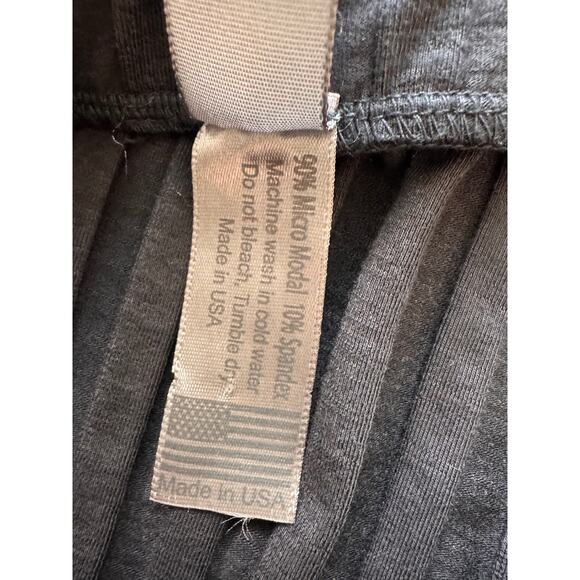 90% Micro Modal 10% Spandex
Machine wash in cold water
Do not bleach, Tumble dry
Made in USA
Made in USA